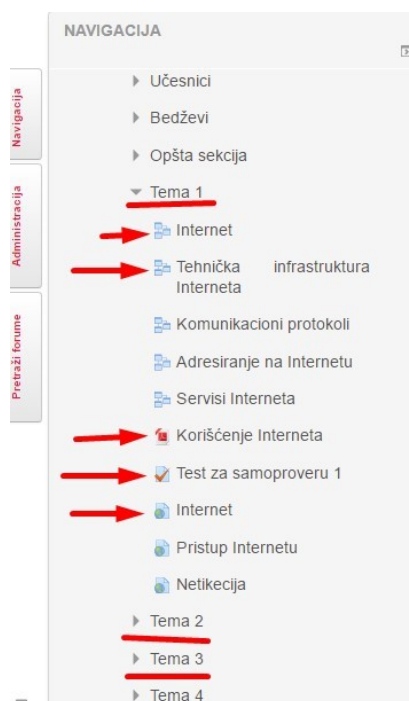 NAVIGACIJA
Navigacija
Administracija
Pretraži forume
Učesnici
Bedževi
Opšta sekcija
Tema 1
Internet
Tehnička infrastruktura
Interneta
Komunikacioni protokoli
Adresiranje na Internetu
Servisi Interneta
Korišćenje Interneta
Test za samoproveru 1
Internet
Pristup Internetu
Netikecija
Tema 2
Tema 3
Tema 4